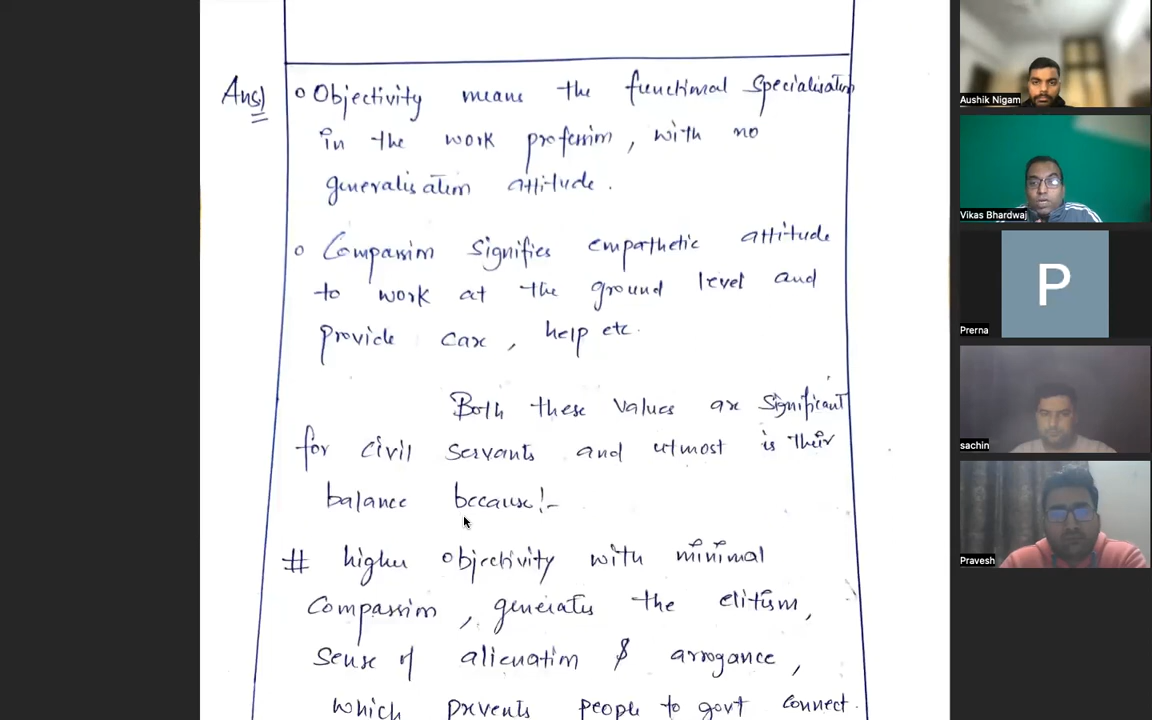 Ans)
o Objectivity means the functional specialisation
in the work profession, with no
generalisation attitude.
o Compassion signifies empathetic attitude
to work at the ground level and
provide care, help etc.
Both these values are significant
for civil servants and utmost is their
balance because!-
# higher objectivity with minimal
compassion, generates the elitism,
sense of alienation & arrogance,
which prevents people to govt connect.
Aushik Nigam
Vikas Bhardwaj
P
Prerna
sachin
Pravesh